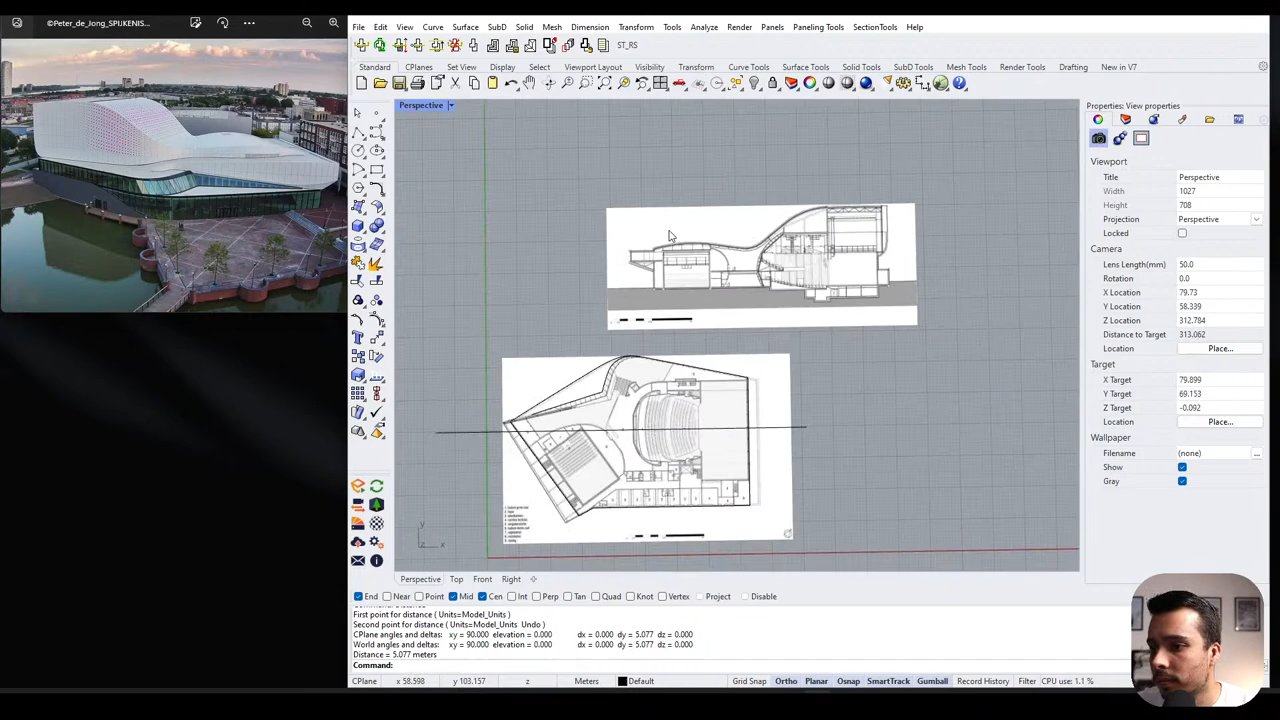 ©Peter_de_Jong_SPIJKENIS...
File Edit View Curve Surface SubD Solid Mesh Dimension Transform Tools Analyze Render Panels Paneling Tools SectionTools Help
ST_RS
Standard CPlanes Set View Display Select Viewport Layout Visibility Transform Curve Tools Surface Tools Solid Tools SubD Tools Mesh Tools Render Tools Drafting New in V7
Perspective
Properties: View properties
Viewport
Title Perspective
Width 1027
Height 708
Projection Perspective
Locked
Camera
Lens Length(mm) 50.0
Rotation 0.0
X Location 79.73
Y Location 58.339
Z Location 312.784
Distance to Target 313.062
Location Place...
Target
X Target 79.899
Y Target 69.153
Z Target -0.092
Location Place...
Wallpaper
Filename (none) ...
Show
Gray
y
z x
Perspective Top Front Right
End Near Point Mid Cen Int Perp Tan Quad Knot Vertex Project Disable
First point for distance ( Units=Model_Units )
Second point for distance ( Units=Model_Units Undo )
CPlane angles and deltas: xy = 90.000 elevation = 0.000 dx = 0.000 dy = 5.077 dz = 0.000
World angles and deltas: xy = 90.000 elevation = 0.000 dx = 0.000 dy = 5.077 dz = 0.000
Distance = 5.077 meters
Command:
CPlane x 58.598 y 103.157 z Meters Default Grid Snap Ortho Planar Osnap SmartTrack Gumball Record History Filter CPU use: 1.1 %